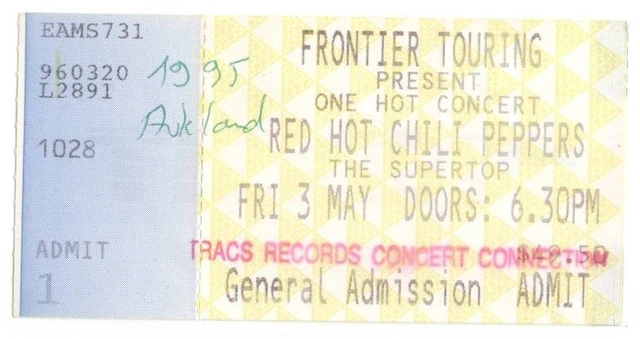 EAMS731
960320
L2891
1028
ADMIT
1
1995
Aukland
FRONTIER TOURING
PRESENT
ONE HOT CONCERT
RED HOT CHILI PEPPERS
THE SUPERTOP
FRI 3 MAY DOORS: 6.30PM
TRACS RECORDS CONCERT CONNECTION
General Admission ADMIT